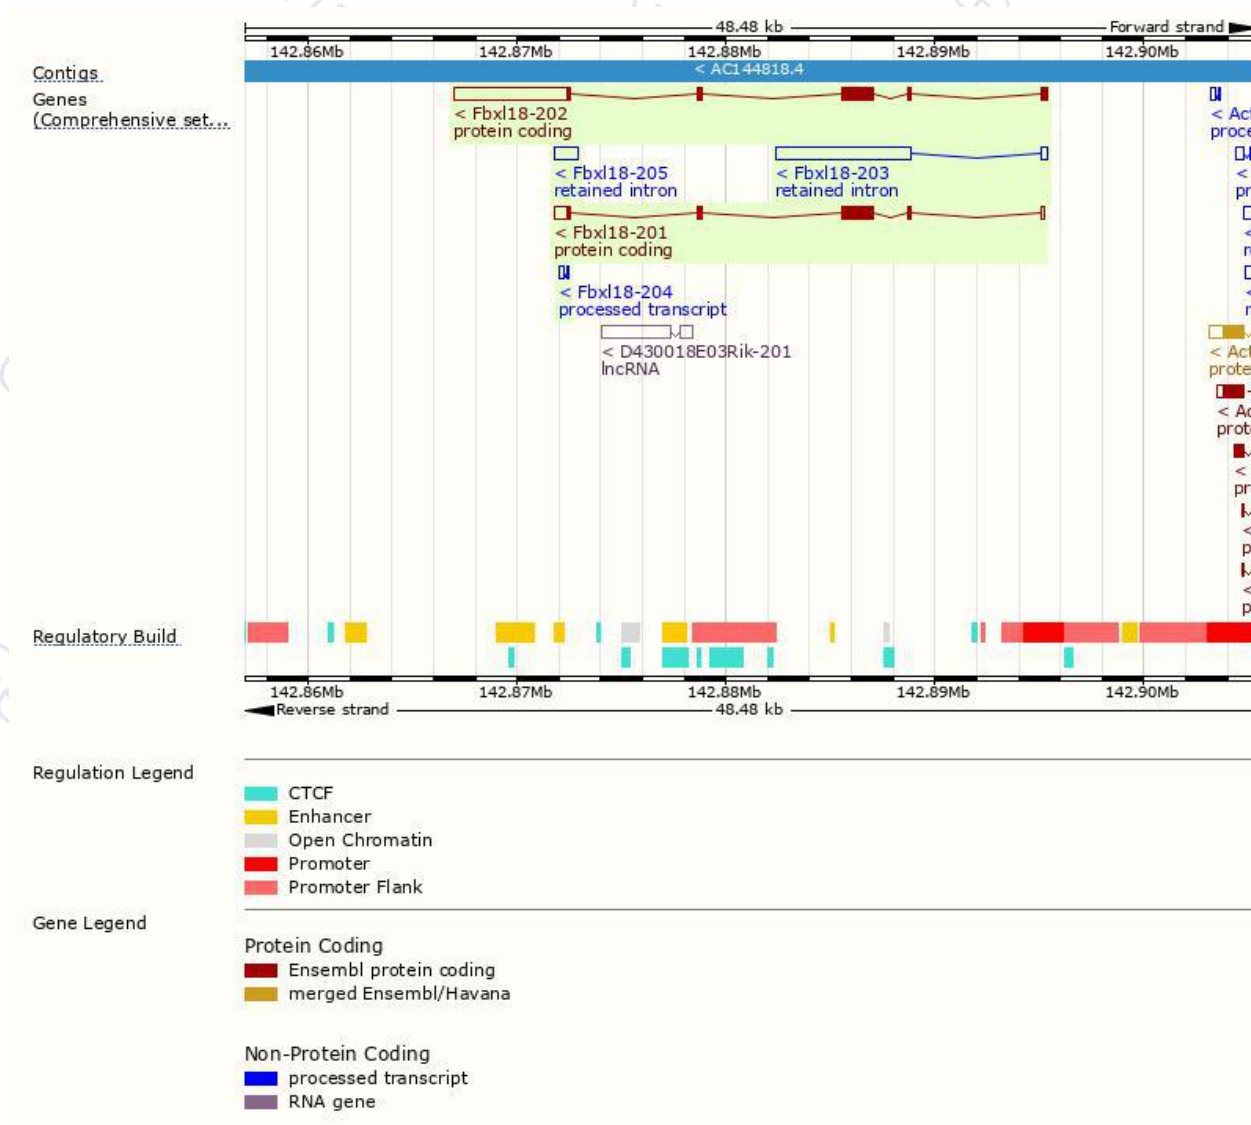 48.48 kb
Forward strand
142.86Mb 142.87Mb 142.88Mb 142.89Mb 142.90Mb
Contigs
< AC144818.4
Genes
(Comprehensive set...
< Fbxl18-202
protein coding
< Fbxl18-205
retained intron
< Fbxl18-203
retained intron
< Fbxl18-201
protein coding
< Fbxl18-204
processed transcript
< D430018E03Rik-201
lncRNA
Regulatory Build
142.86Mb 142.87Mb 142.88Mb 142.89Mb 142.90Mb
Reverse strand
48.48 kb
Regulation Legend
CTCF
Enhancer
Open Chromatin
Promoter
Promoter Flank
Gene Legend
Protein Coding
Ensembl protein coding
merged Ensembl/Havana
Non-Protein Coding
processed transcript
RNA gene